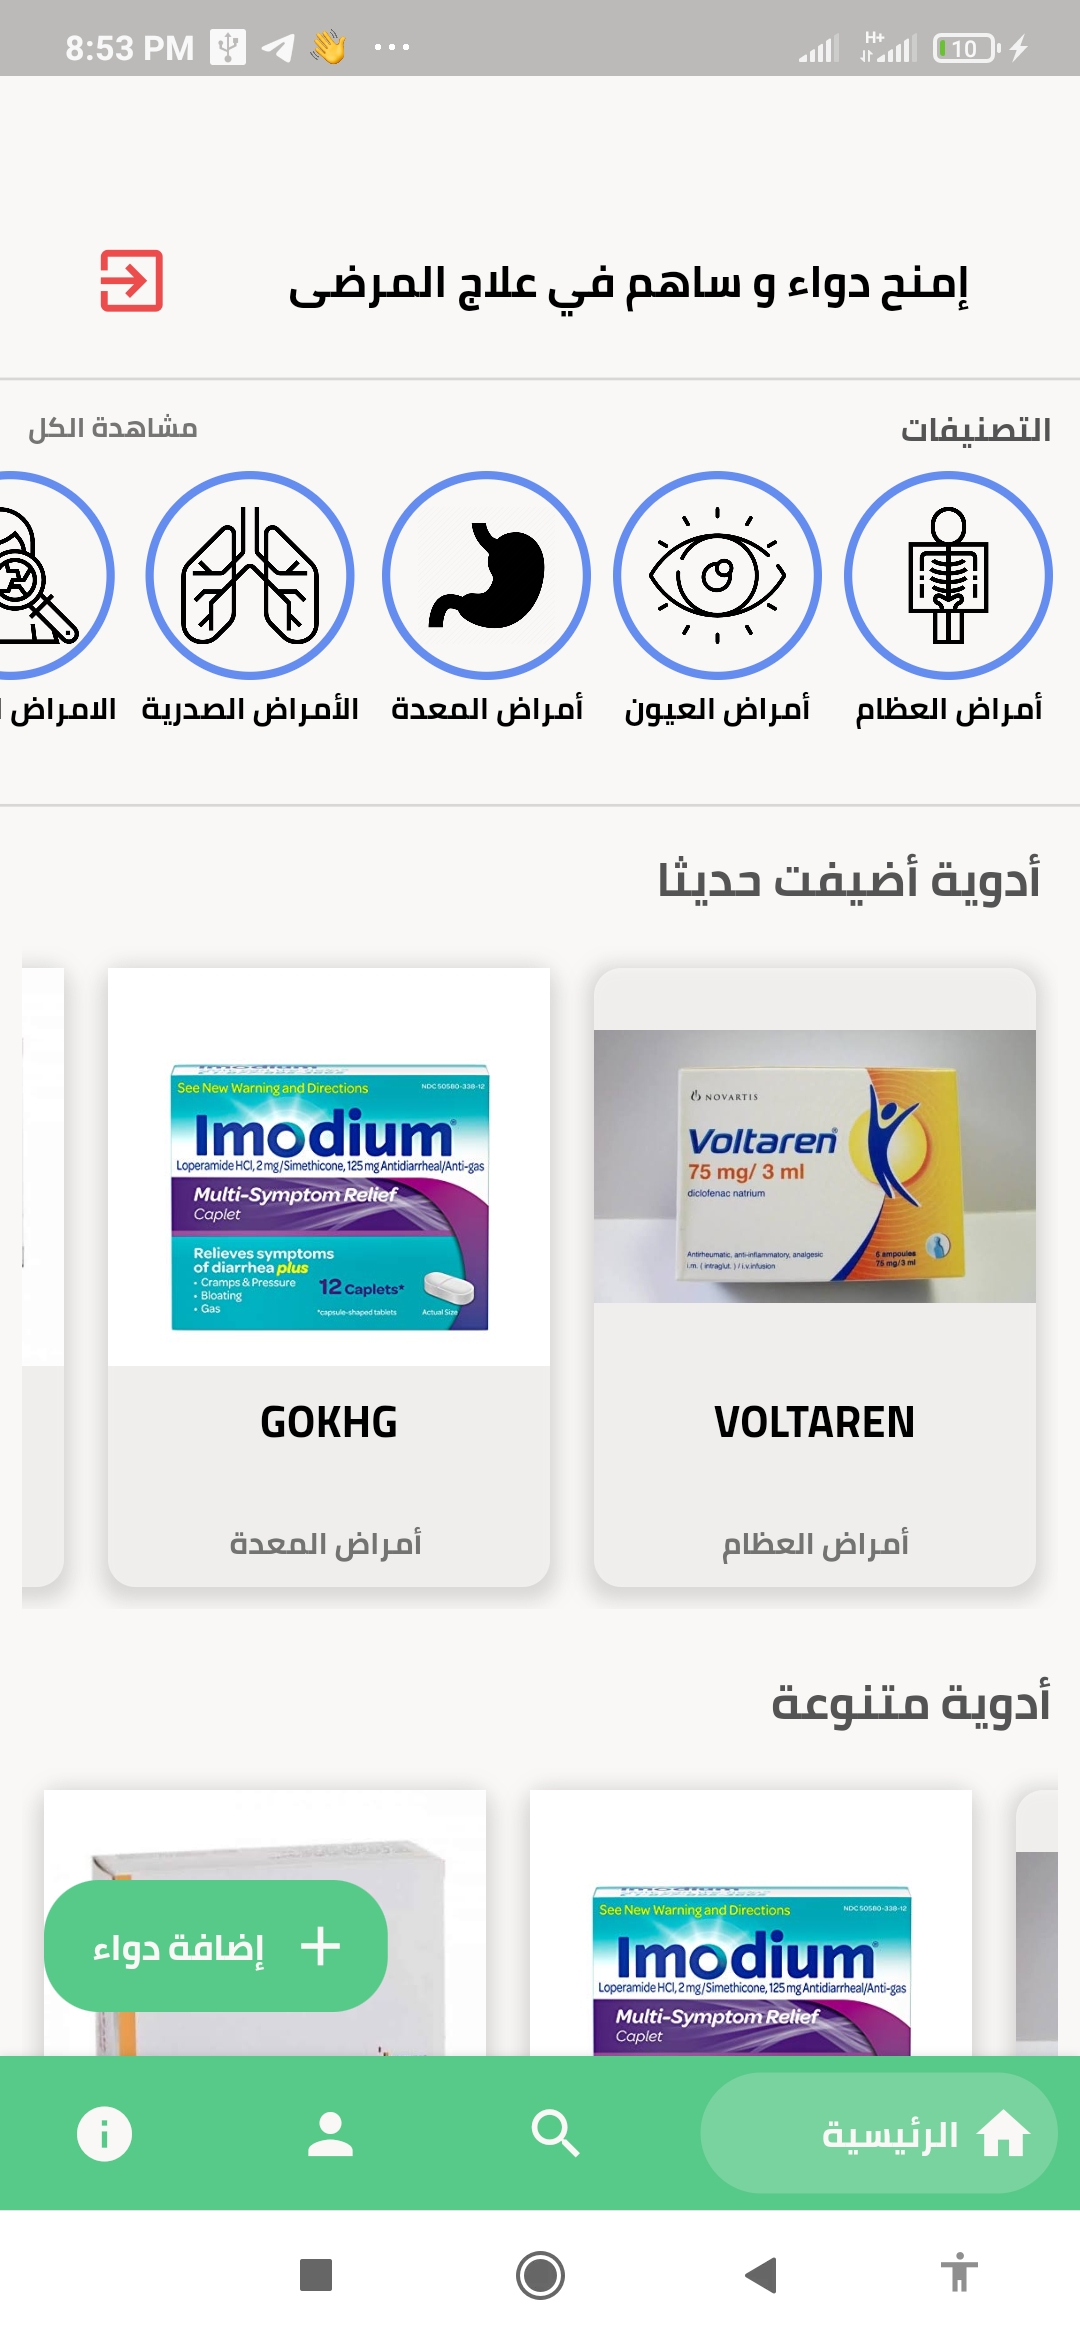 8:53 PM
H+
10
إمنح دواء و ساهم في علاج المرضى
التصنيفات
مشاهدة الكل
أمراض العظام
أمراض العيون
أمراض المعدة
الأمراض الصدرية
الامراض
أدوية أضيفت حديثا
NOVARTIS
Voltaren
75 mg/ 3 ml
diclofenac natrium
Antirheumatic, anti-inflammatory, analgesic
i.m. ( intraglut. ) / i.v.infusion
6 ampoules
75 mg/3 ml
VOLTAREN
أمراض العظام
Imodium
See New Warning and Directions
NDC 50580-338-12
Imodium
Loperamide HCl, 2 mg/Simethicone, 125 mg Antidiarrheal/Anti-gas
Multi-Symptom Relief
Caplet
Relieves symptoms
of diarrhea plus
• Cramps & Pressure
• Bloating
• Gas
12 Caplets*
*capsule-shaped tablets
Actual Size
GOKHG
أمراض المعدة
أدوية متنوعة
Imodium
See New Warning and Directions
NDC 50580-338-12
Imodium
Loperamide HCl, 2 mg/Simethicone, 125 mg Antidiarrheal/Anti-gas
Multi-Symptom Relief
Caplet
إضافة دواء
الرئيسية